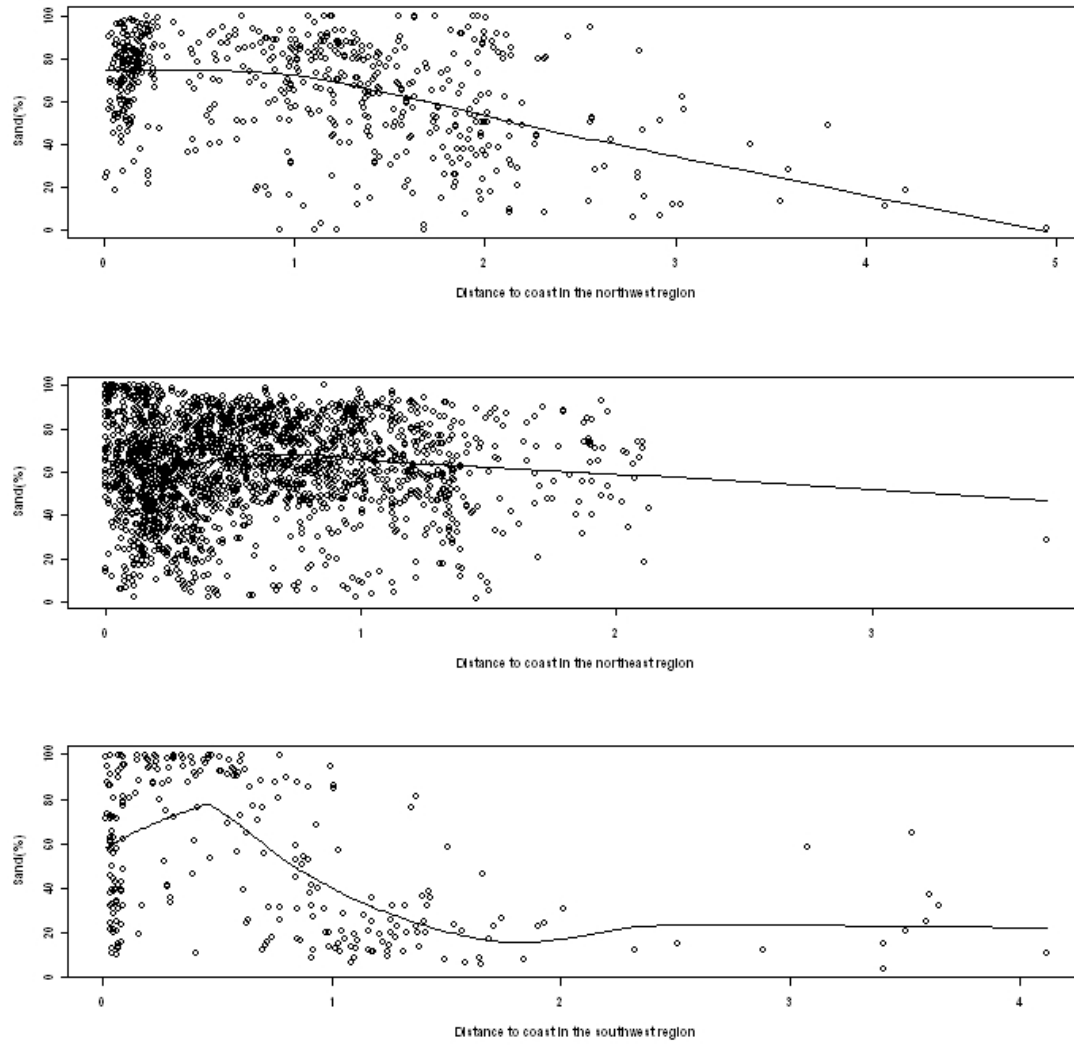 100
80
60
40
20
0
Sand(%)
0 1 2 3 4 5
Distance to coast in the northwest region
100
80
60
40
20
0
Sand(%)
0 1 2 3
Distance to coast in the northeast region
100
80
60
40
20
0
Sand(%)
0 1 2 3 4
Distance to coast in the southwest region